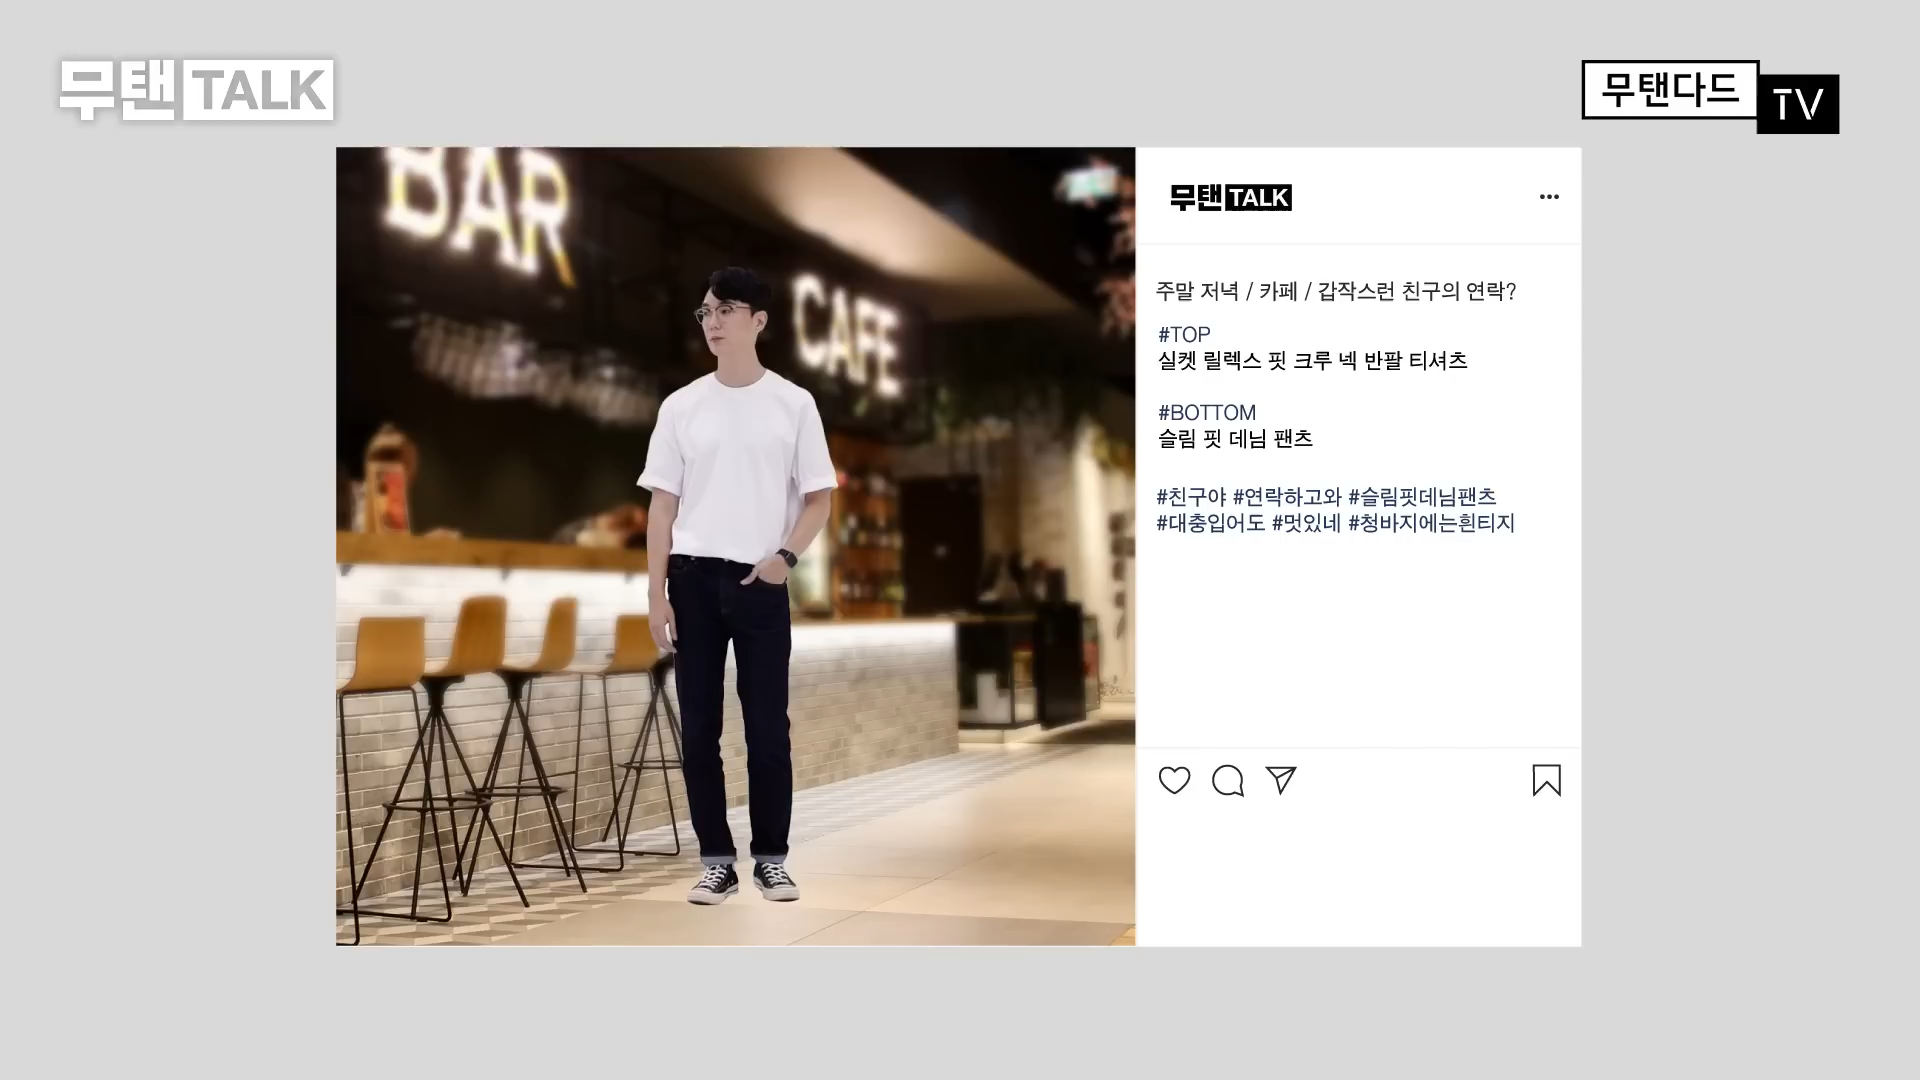 무탠 TALK
무탠다드 TV
BAR
CAFE
무탠TALK
주말 저녁 / 카페 / 갑작스런 친구의 연락?
#TOP
실켓 릴렉스 핏 크루 넥 반팔 티셔츠
#BOTTOM
슬림 핏 데님 팬츠
#친구야 #연락하고와 #슬림핏데님팬츠
#대충입어도 #멋있네 #청바지에는흰티지